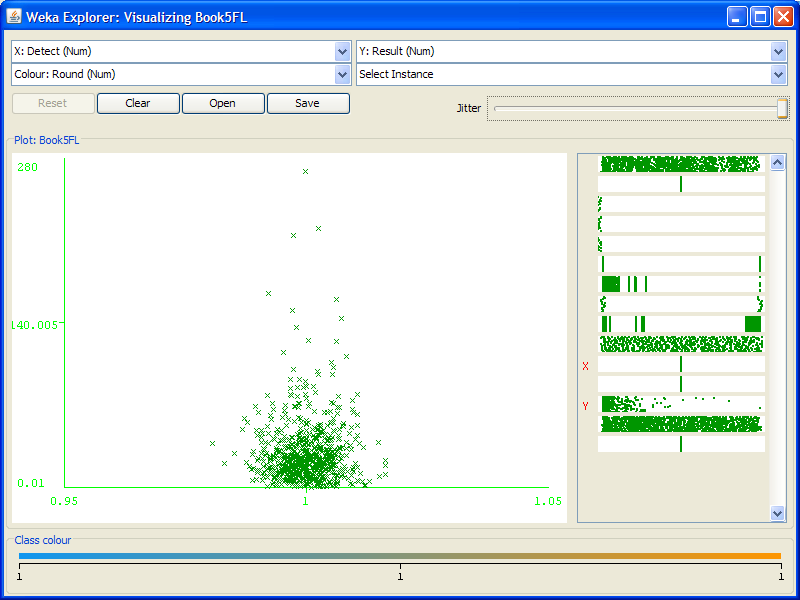 Weka Explorer: Visualizing Book5FL
X: Detect (Num)
Y: Result (Num)
Colour: Round (Num)
Select Instance
Reset
Clear
Open
Save
Jitter
Plot: Book5FL
280
140.005
0.01
0.95
1
1.05
X
Y
Class colour
1
1
1